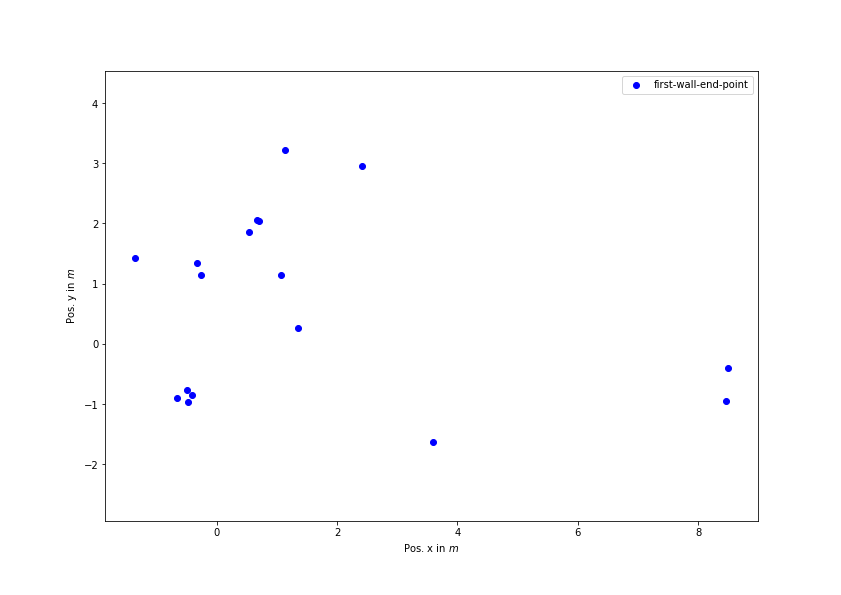 first-wall-end-point
4
3
2
1
0
−1
−2
Pos. y in m
0 2 4 6 8
Pos. x in m